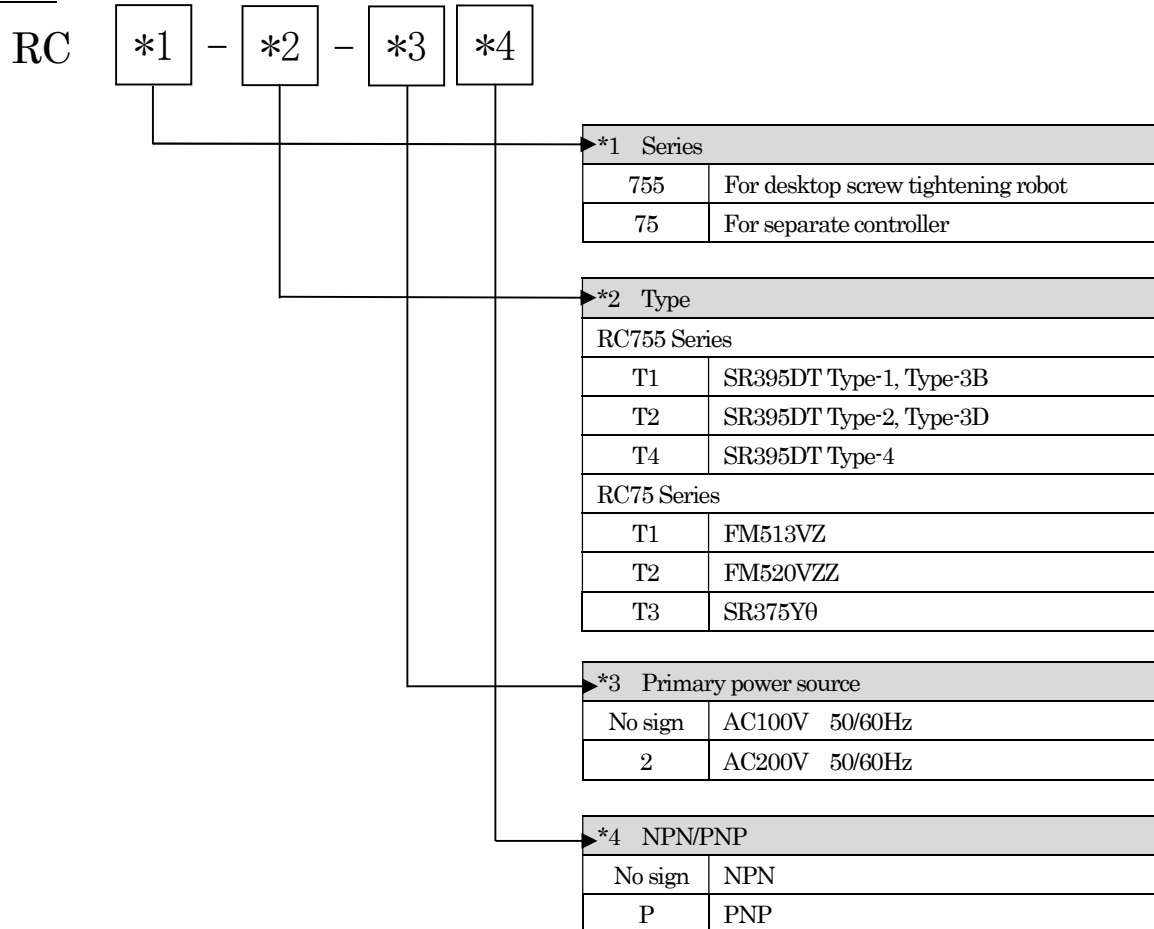 RC *1 - *2 - *3 *4
*1 Series
755 For desktop screw tightening robot
75 For separate controller
*2 Type
RC755 Series
T1 SR395DT Type-1, Type-3B
T2 SR395DT Type-2, Type-3D
T4 SR395DT Type-4
RC75 Series
T1 FM513VZ
T2 FM520VZZ
T3 SR375Yθ
*3 Primary power source
No sign AC100V 50/60Hz
2 AC200V 50/60Hz
*4 NPN/PNP
No sign NPN
P PNP